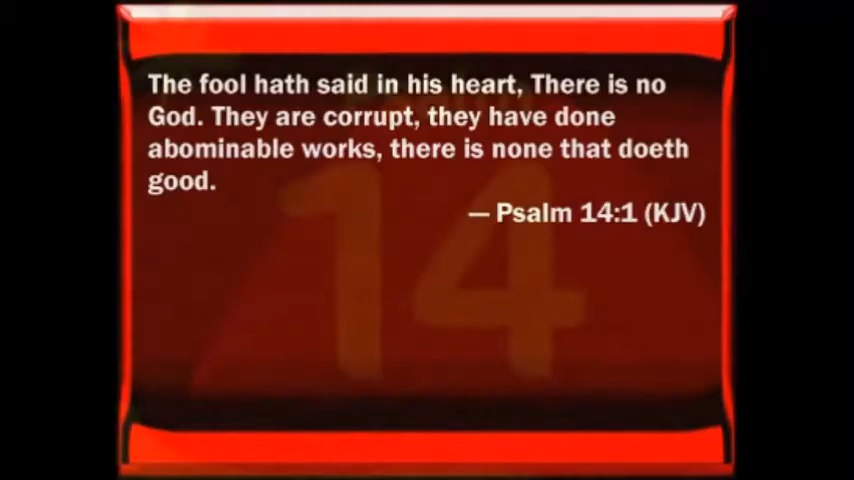 The fool hath said in his heart, There is no
God. They are corrupt, they have done
abominable works, there is none that doeth
good.
— Psalm 14:1 (KJV)
14